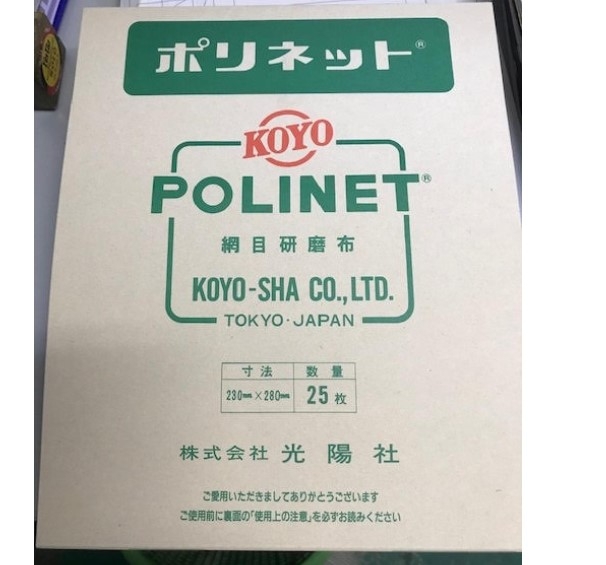 ポリネット®
KOYO
POLINET®
網目研磨布
KOYO-SHA CO.,LTD.
TOKYO·JAPAN
寸法 数量
230mm×280mm 25枚
株式会社 光陽社
ご愛用いただきましてありがとうございます
ご使用前に裏面の「使用上の注意」を必ずお読みください